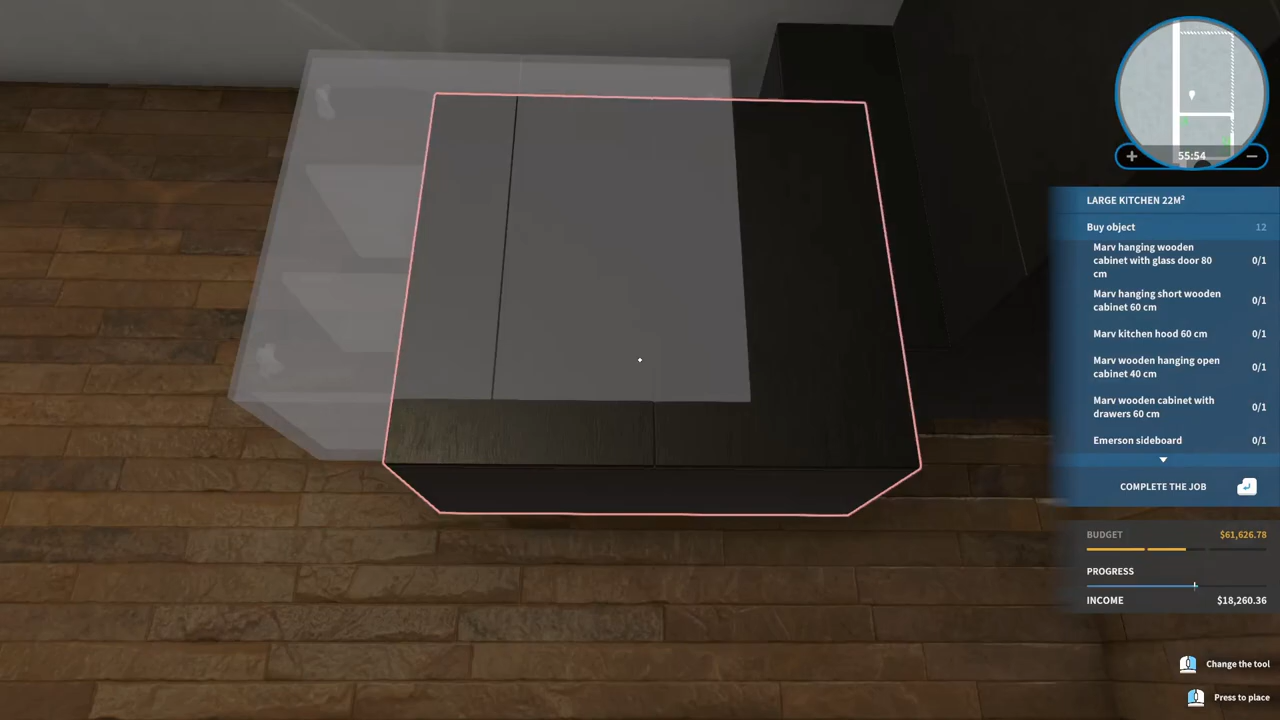 55:54
LARGE KITCHEN 22M²
Buy object 12
Marv hanging wooden
cabinet with glass door 80 0/1
cm
Marv hanging short wooden 0/1
cabinet 60 cm
Marv kitchen hood 60 cm 0/1
Marv wooden hanging open 0/1
cabinet 40 cm
Marv wooden cabinet with 0/1
drawers 60 cm
Emerson sideboard 0/1
COMPLETE THE JOB
BUDGET $61,626.78
PROGRESS
INCOME $18,260.36
Change the tool
Press to place